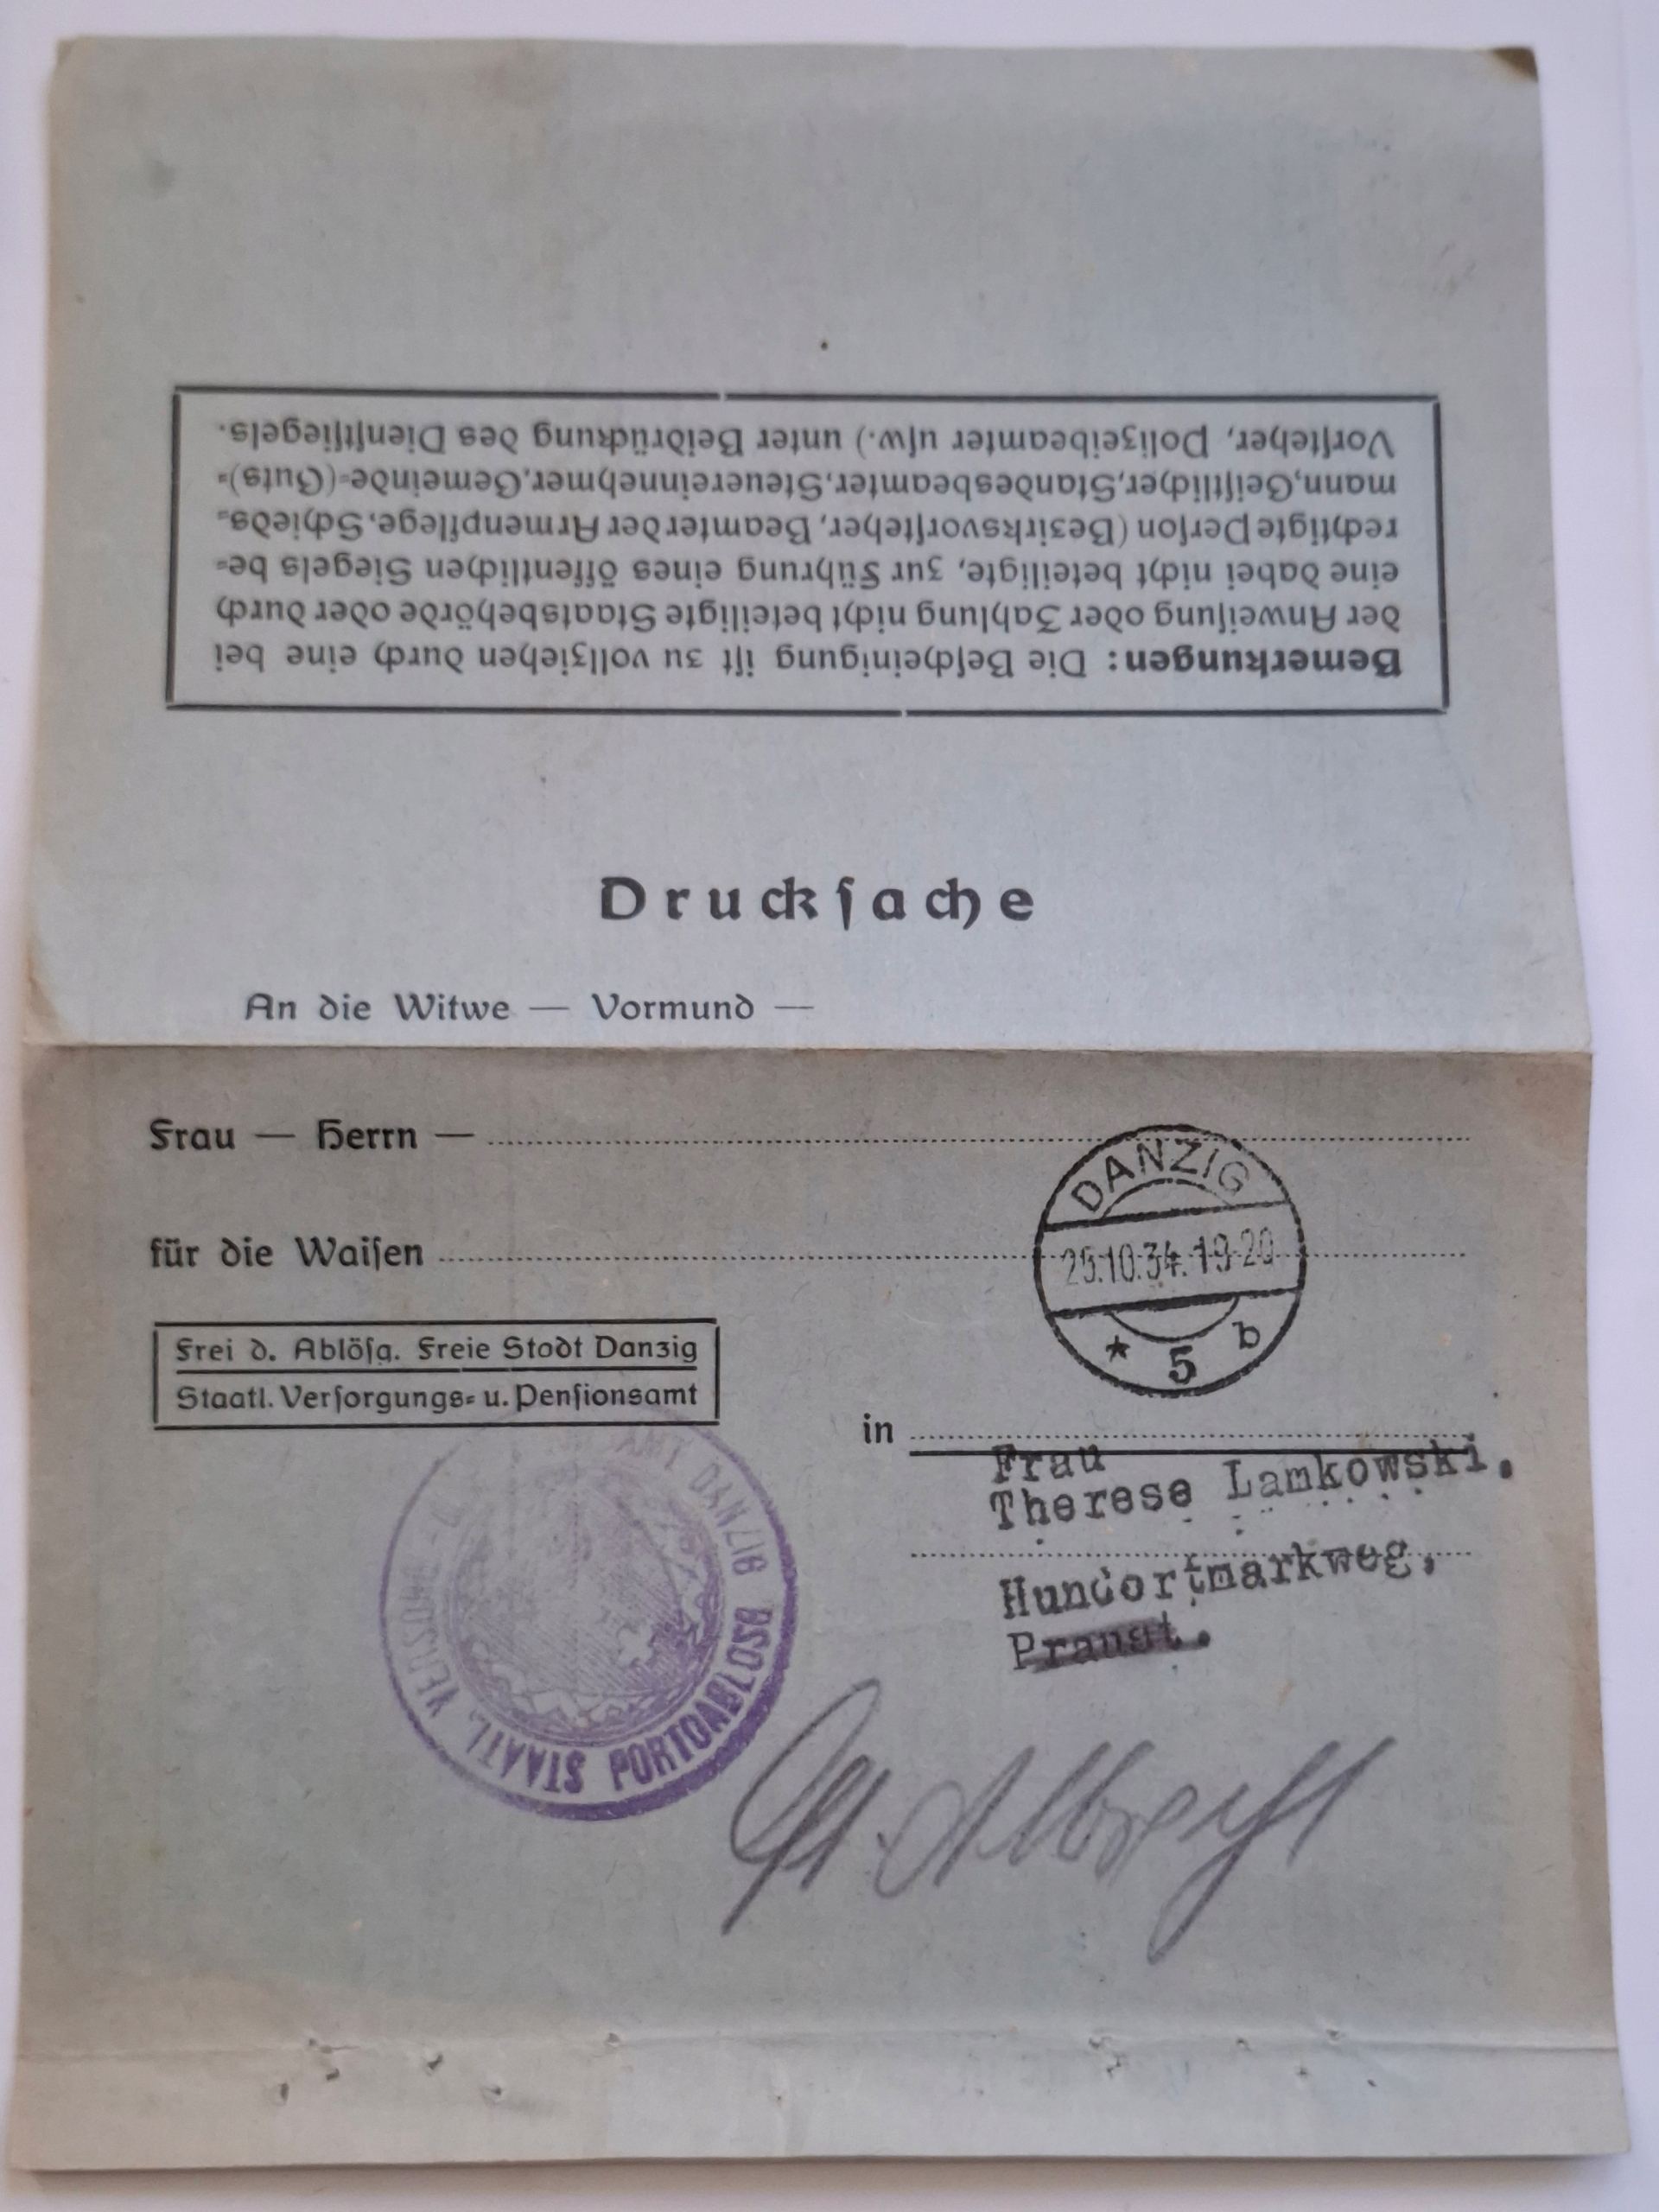 Bemerkungen: Die Beſcheinigung iſt zu vollziehen durch eine bei
der Anweiſung oder Zahlung nicht beteiligte Staatsbehörde oder durch
eine dabei nicht beteiligte, zur Führung eines öffentlichen Siegels be-
rechtigte Perſon (Bezirksvorſteher, Beamter der Armenpflege, Schieds-
mann, Geiſtlicher, Standesbeamter, Steuereinnehmer, Gemeinde-(Guts)-
Vorſteher, Polizeibeamter uſw.) unter Beidrückung des Dienſtſiegels.
Druckſache
An die Witwe — Vormund —
Frau — Herrn —
für die Waiſen
DANZIG
25.10.34.19-20
* 5 b
Frei d. Ablöſg. Freie Stadt Danzig
Staatl. Verſorgungs- u. Penſionsamt
in
Frau
Therese Lamkowski.
Hundortmarkweg,
Praust.
STAATL. VERSORG
AMT DANZIG
PORTOABLÖSG